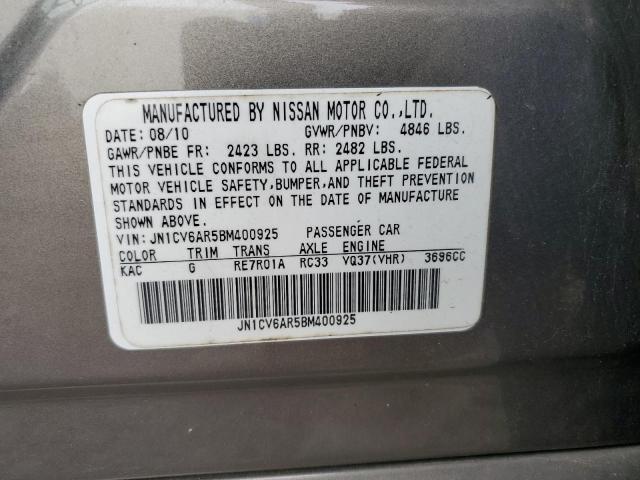 MANUFACTURED BY NISSAN MOTOR CO.,LTD.
DATE: 08/10 GVWR/PNBV: 4846 LBS.
GAWR/PNBE FR: 2423 LBS. RR: 2482 LBS.
THIS VEHICLE CONFORMS TO ALL APPLICABLE FEDERAL
MOTOR VEHICLE SAFETY,BUMPER,AND THEFT PREVENTION
STANDARDS IN EFFECT ON THE DATE OF MANUFACTURE
SHOWN ABOVE.
VIN: JN1CV6AR5BM400925 PASSENGER CAR
COLOR TRIM TRANS AXLE ENGINE
KAC G RE7R01A RC33 VQ37(VHR) 3696CC
JN1CV6AR5BM400925